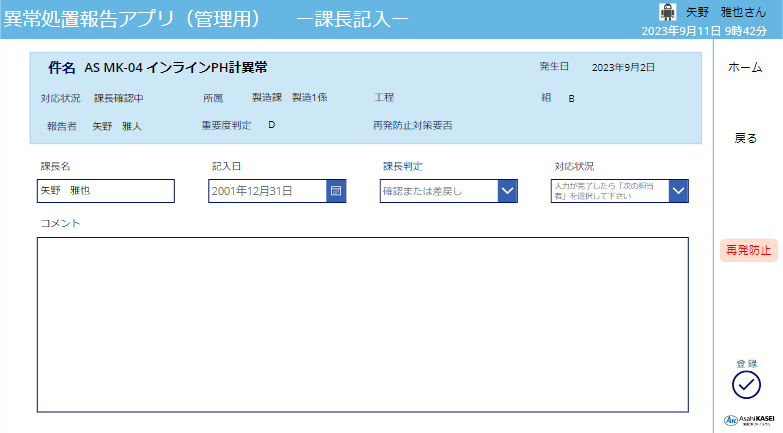 異常処置報告アプリ（管理用）　ー課長記入ー
矢野　雅也さん
2023年9月11日 9時42分
件名 AS MK-04 インラインPH計異常
発生日 2023年9月2日
対応状況 課長確認中 所属 製造課　製造1係 工程 組 B
報告者 矢野　雅人 重要度判定 D 再発防止対策要否
課長名 記入日 課長判定 対応状況
矢野　雅也 2001年12月31日 確認または差戻し 入力が完了したら「次の担当
者」を選択して下さい
コメント
ホーム
戻る
再発防止
登録
AK AsahiKASEI